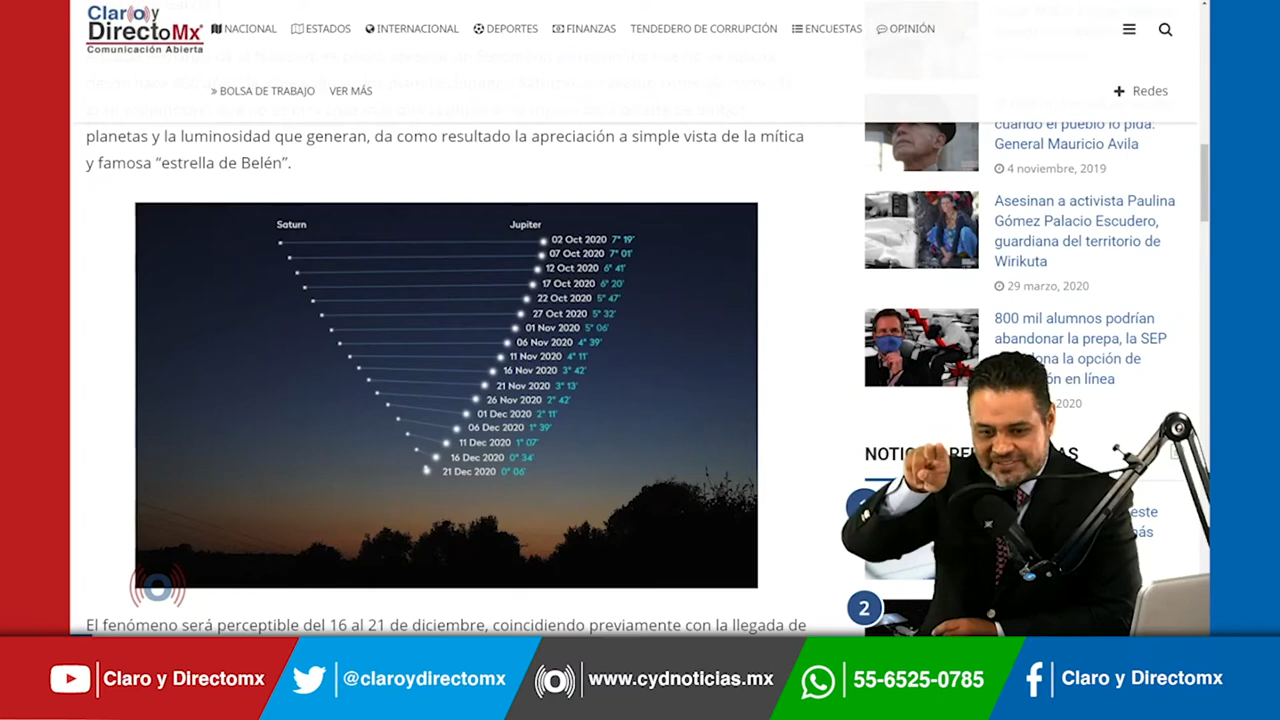 Claro y
DirectoMx
Comunicación Abierta
NACIONAL
ESTADOS
INTERNACIONAL
DEPORTES
FINANZAS
TENDEDERO DE CORRUPCIÓN
ENCUESTAS
OPINIÓN
» BOLSA DE TRABAJO
VER MÁS
+ Redes
planetas y la luminosidad que generan, da como resultado la apreciación a simple vista de la mítica
y famosa “estrella de Belén”.
Saturn
Jupiter
02 Oct 2020 7° 19'
07 Oct 2020 7° 01'
12 Oct 2020 6° 41'
17 Oct 2020 6° 20'
22 Oct 2020 5° 47'
27 Oct 2020 5° 32'
01 Nov 2020 5° 06'
06 Nov 2020 4° 39'
11 Nov 2020 4° 11'
16 Nov 2020 3° 42'
21 Nov 2020 3° 13'
26 Nov 2020 2° 42'
01 Dec 2020 2° 11'
06 Dec 2020 1° 39'
11 Dec 2020 1° 07'
16 Dec 2020 0° 34'
21 Dec 2020 0° 06'
El fenómeno será perceptible del 16 al 21 de diciembre, coincidiendo previamente con la llegada de
cuando el pueblo lo pida:
General Mauricio Avila
4 noviembre, 2019
Asesinan a activista Paulina
Gómez Palacio Escudero,
guardiana del territorio de
Wirikuta
29 marzo, 2020
800 mil alumnos podrían
abandonar la prepa, la SEP
la opción de
en línea
2020
este
2
Claro y Directomx
@claroydirectomx
www.cydnoticias.mx
55-6525-0785
Claro y Directomx